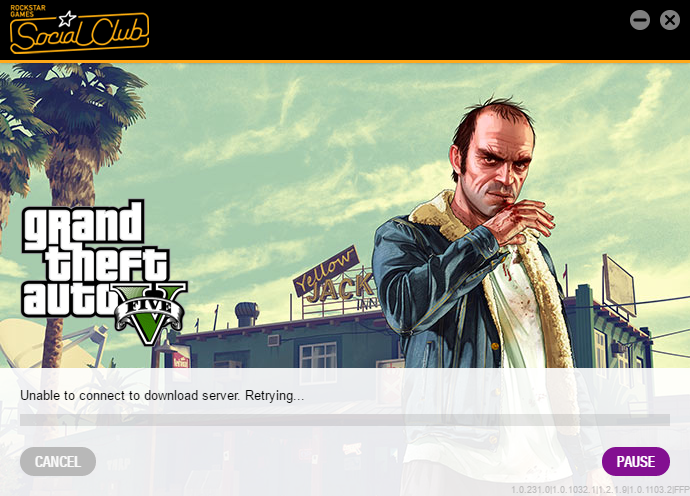 ROCKSTAR
GAMES
Social Club
grand
theft
auto
V
FIVE
Yellow
JACK
Unable to connect to download server. Retrying...
CANCEL
PAUSE
1.0.231.0|1.0.1032.1|1.2.1.9|1.0.1103.2|FFP